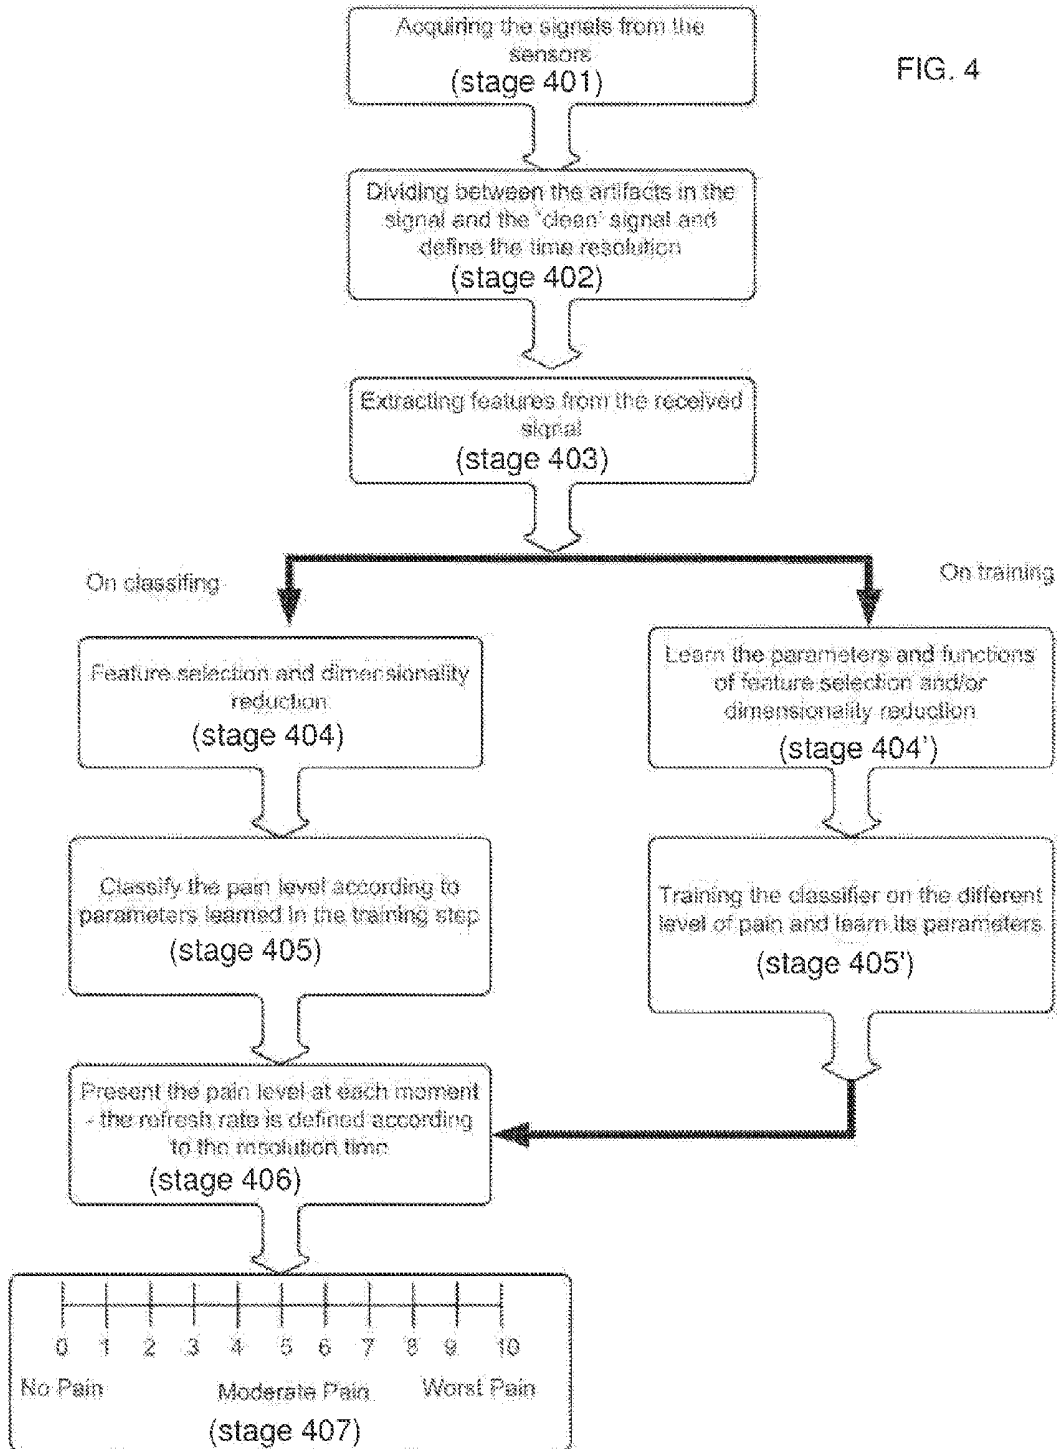 Acquiring the signals from the
sensors
(stage 401)
FIG. 4
Dividing between the artifacts in the
signal and the 'clean' signal and
define the time resolution
(stage 402)
Extracting features from the received
signal
(stage 403)
On classifing
On training
Feature selection and dimensionality
reduction
(stage 404)
Learn the parameters and functions
of feature selection and/or
dimensionality reduction
(stage 404')
Classify the pain level according to
parameters learned in the training step
(stage 405)
Training the classifier on the different
level of pain and learn its parameters
(stage 405')
Present the pain level at each moment
- the refresh rate is defined according
to the resolution time
(stage 406)
0 1 2 3 4 5 6 7 8 9 10
No Pain Moderate Pain Worst Pain
(stage 407)